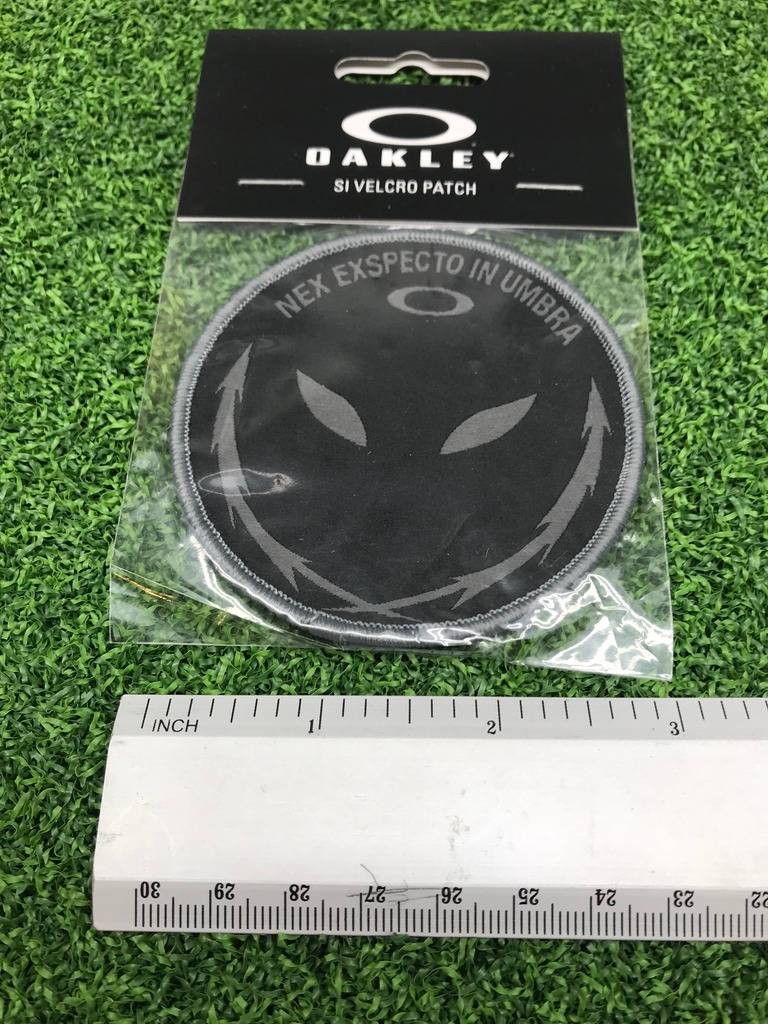 OAKLEY
SI VELCRO PATCH
NEX EXSPECTO IN UMBRA
INCH 1 2 3
30 29 28 27 26 25 24 23 22